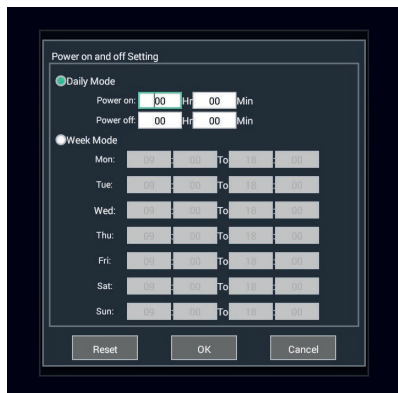 Power on and off Setting
Daily Mode
Power on: 00 Hr 00 Min
Power off: 00 Hr 00 Min
Week Mode
Mon: 09 : 00 To 18 : 00
Tue: 09 : 00 To 18 : 00
Wed: 09 : 00 To 18 : 00
Thu: 09 : 00 To 18 : 00
Fri: 09 : 00 To 18 : 00
Sat: 09 : 00 To 18 : 00
Sun: 09 : 00 To 18 : 00
Reset OK Cancel